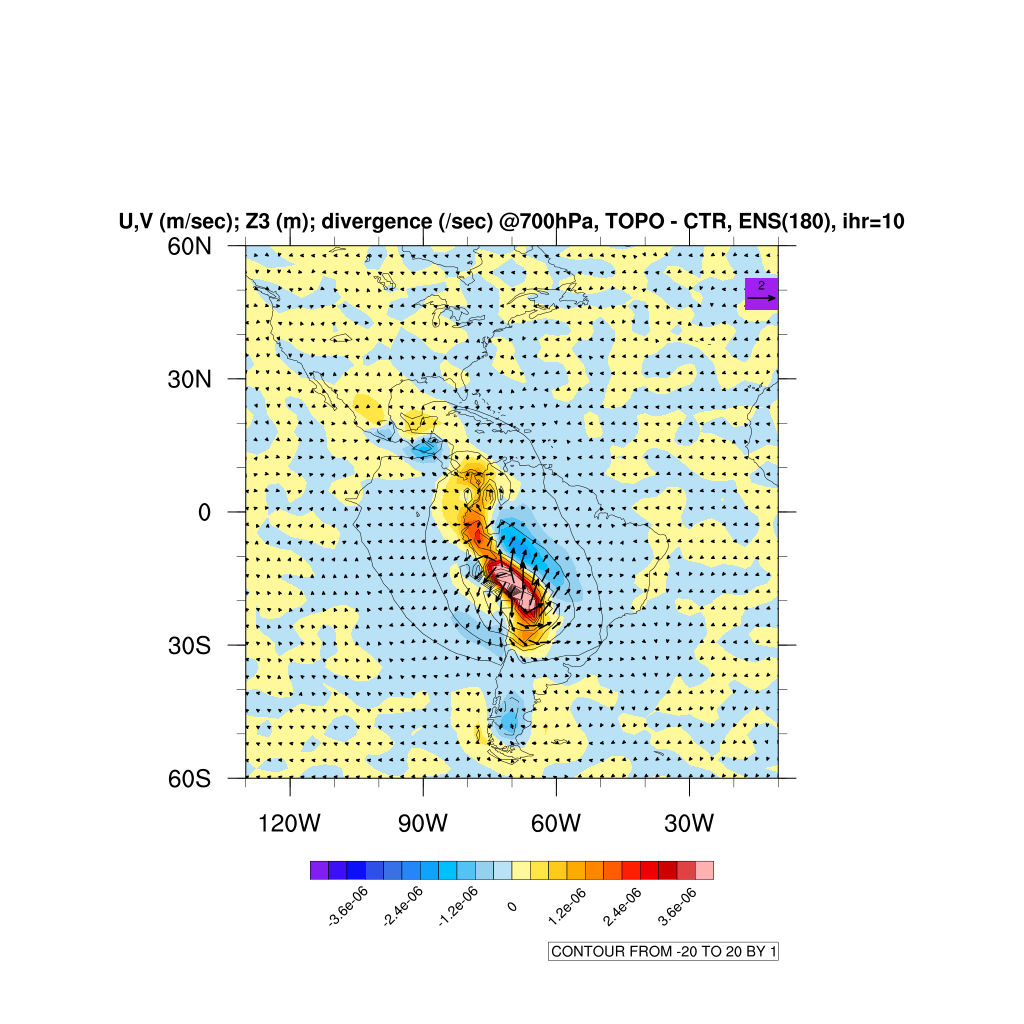 U,V (m/sec); Z3 (m); divergence (/sec) @700hPa, TOPO - CTR, ENS(180), ihr=10
60N
2
30N
0
30S
60S
120W 90W 60W 30W
-3.6e-06 -2.4e-06 -1.2e-06 0 1.2e-06 2.4e-06 3.6e-06
CONTOUR FROM -20 TO 20 BY 1